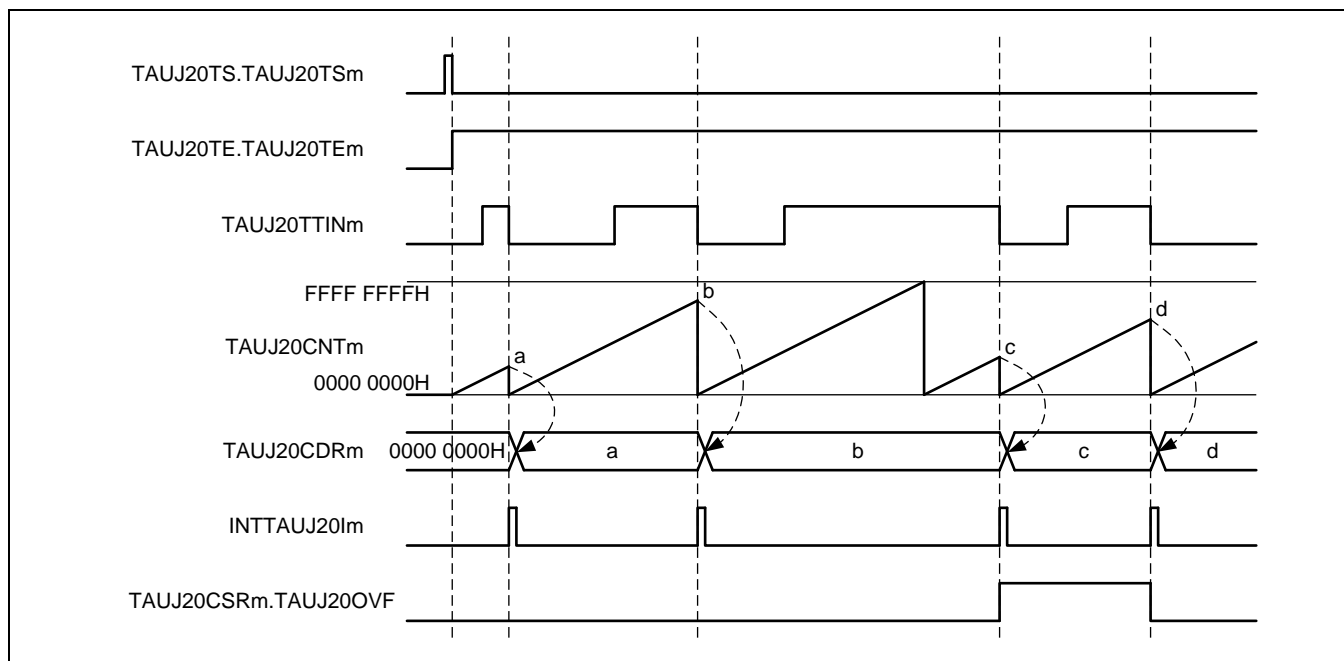 TAUJ20TS.TAUJ20TSm
TAUJ20TE.TAUJ20TEm
TAUJ20TTINm
FFFF FFFFH
b
d
TAUJ20CNTm
a
c
0000 0000H
TAUJ20CDRm 0000 0000H a b c d
INTTAUJ20Im
TAUJ20CSRm.TAUJ20OVF